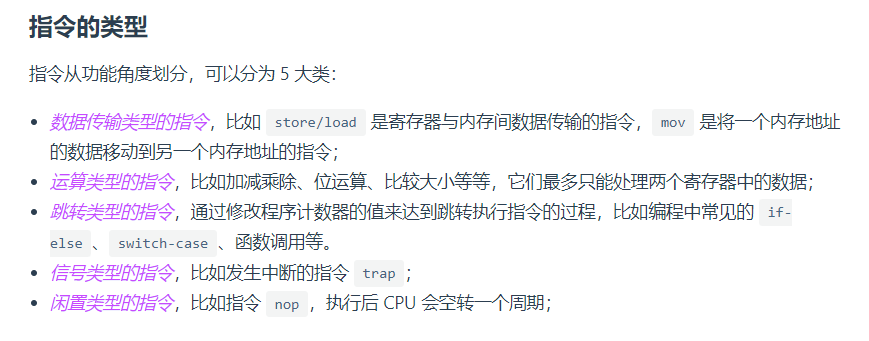 指令的类型
指令从功能角度划分，可以分为 5 大类：
数据传输类型的指令，比如 store/load 是寄存器与内存间数据传输的指令，mov 是将一个内存地址
的数据移动到另一个内存地址的指令；
运算类型的指令，比如加减乘除、位运算、比较大小等等，它们最多只能处理两个寄存器中的数据；
跳转类型的指令，通过修改程序计数器的值来达到跳转执行指令的过程，比如编程中常见的 if-
else、switch-case、函数调用等。
信号类型的指令，比如发生中断的指令 trap；
闲置类型的指令，比如指令 nop，执行后 CPU 会空转一个周期；